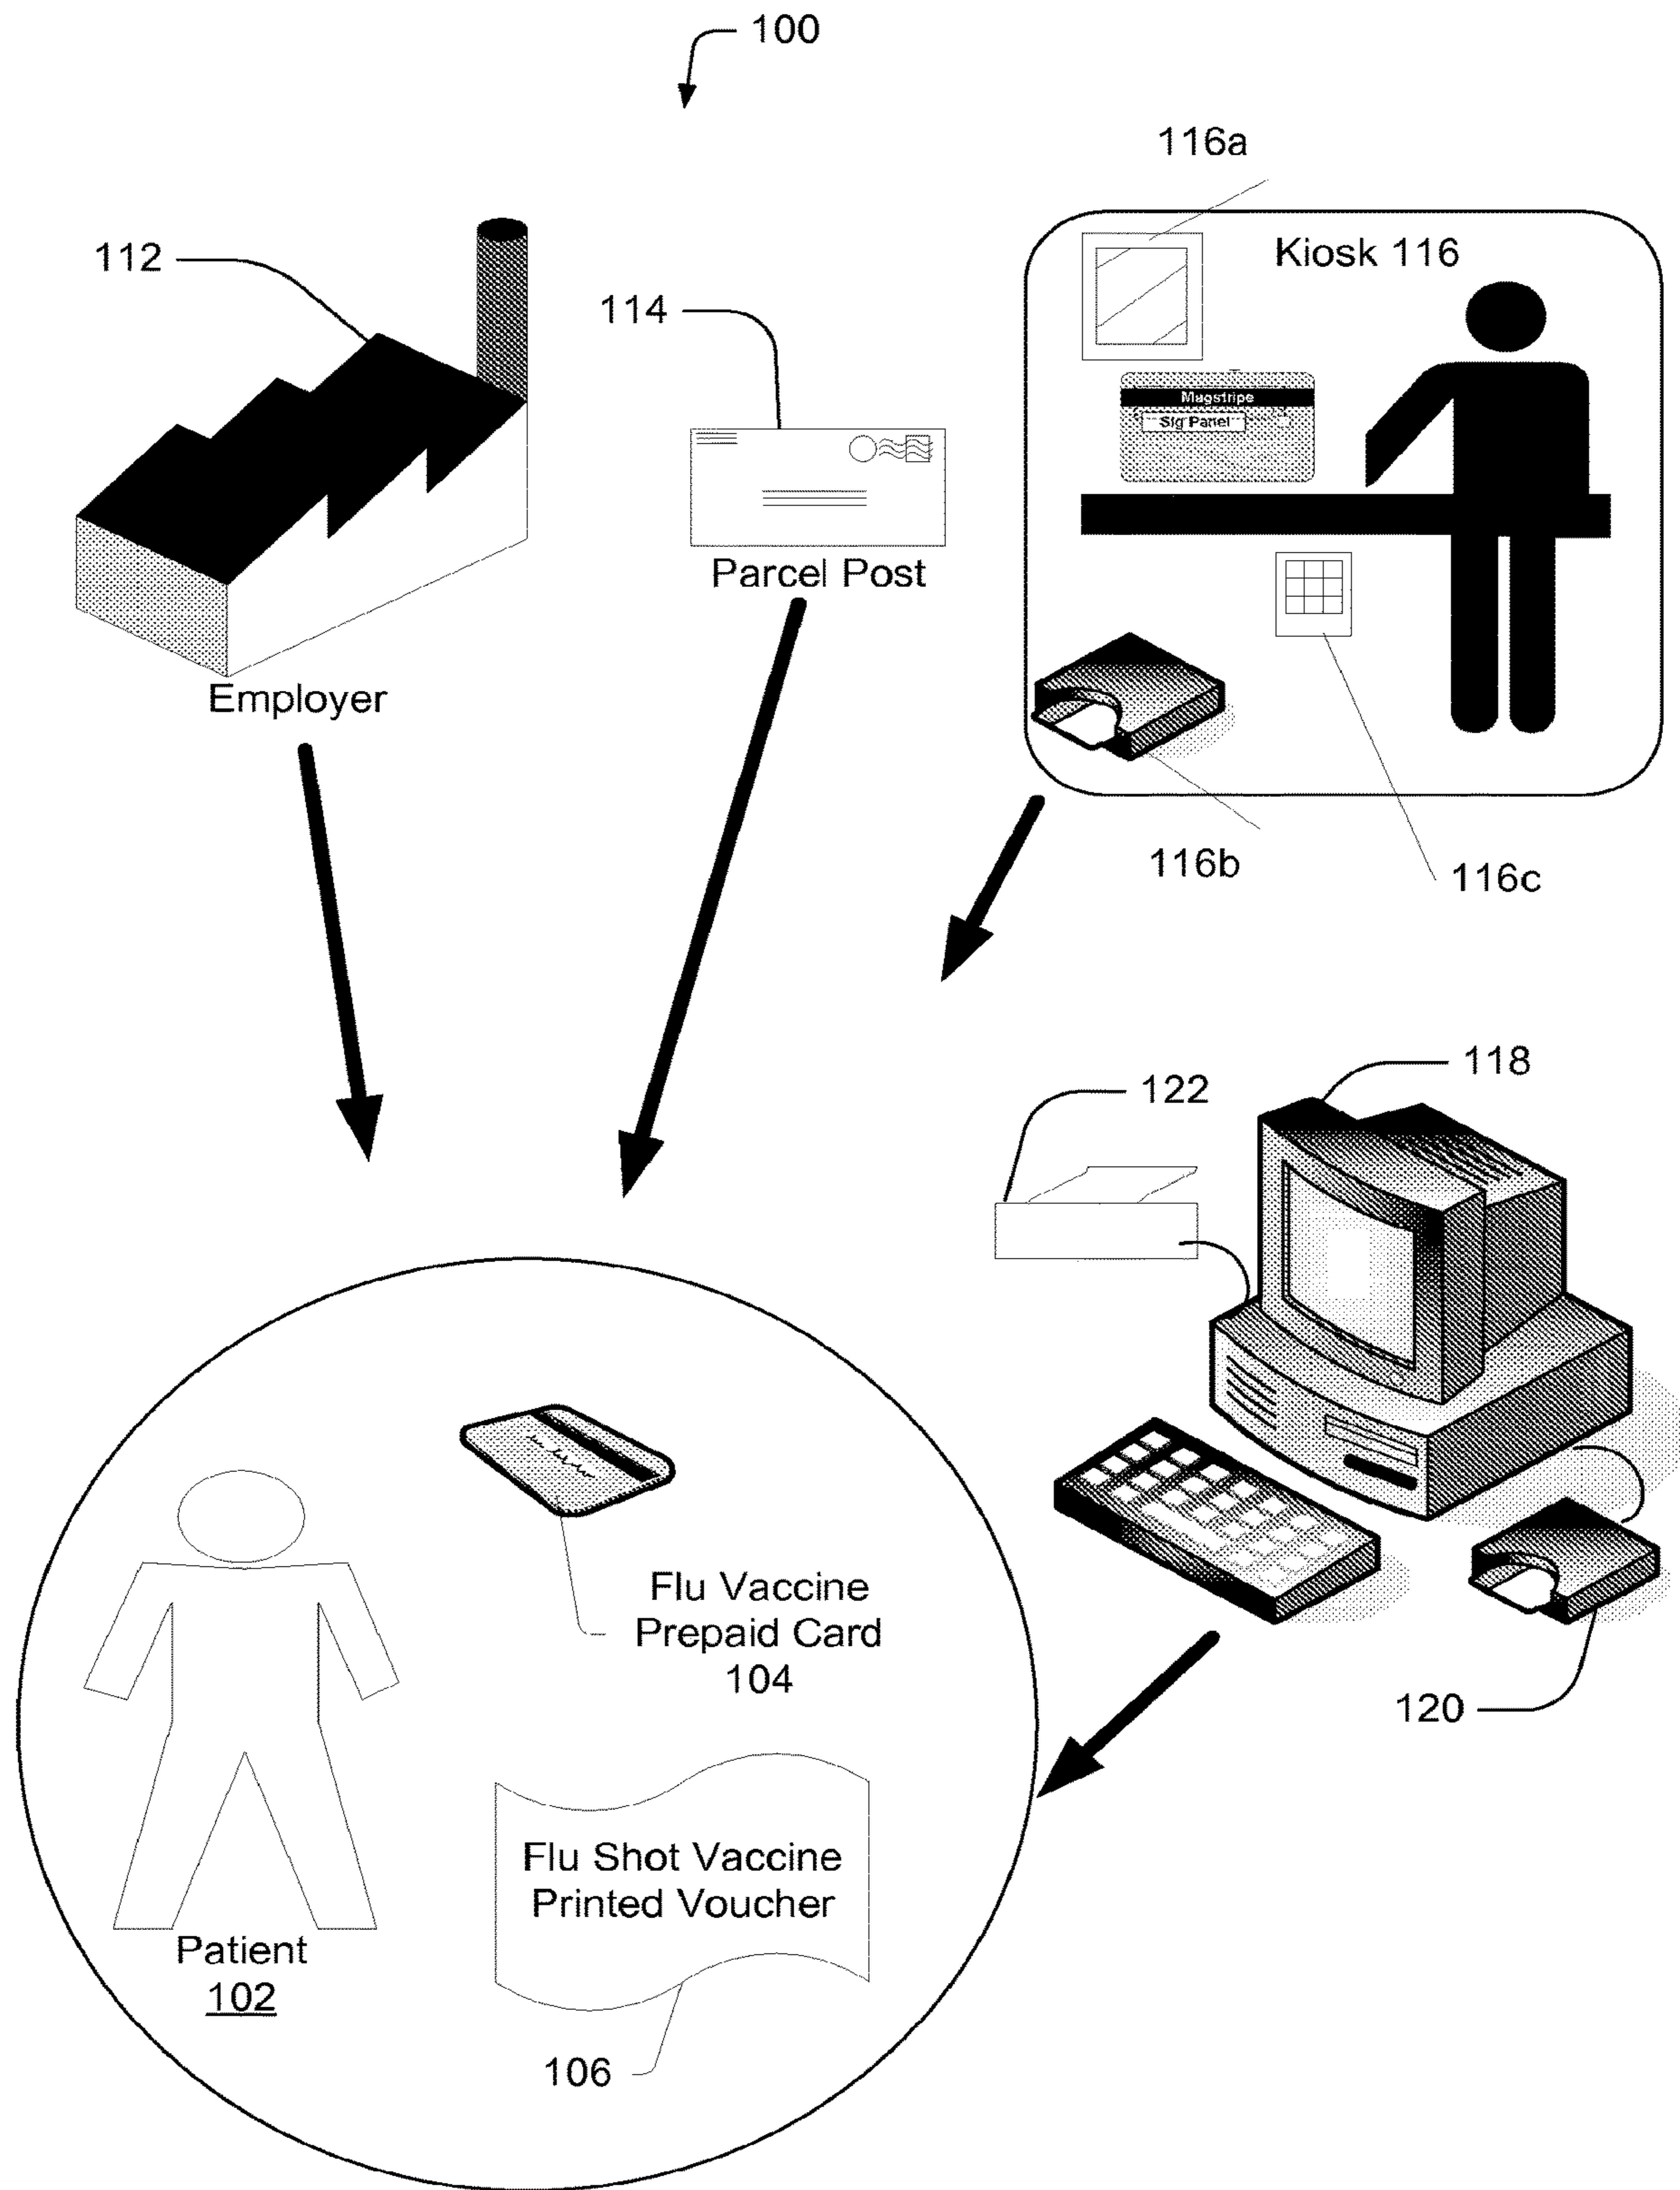 100
116a
112
Kiosk 116
114
Magstripe
Sig Panel
Parcel Post
Employer
116b
116c
118
122
Flu Vaccine
Prepaid Card
104
120
Flu Shot Vaccine
Printed Voucher
Patient
102
106